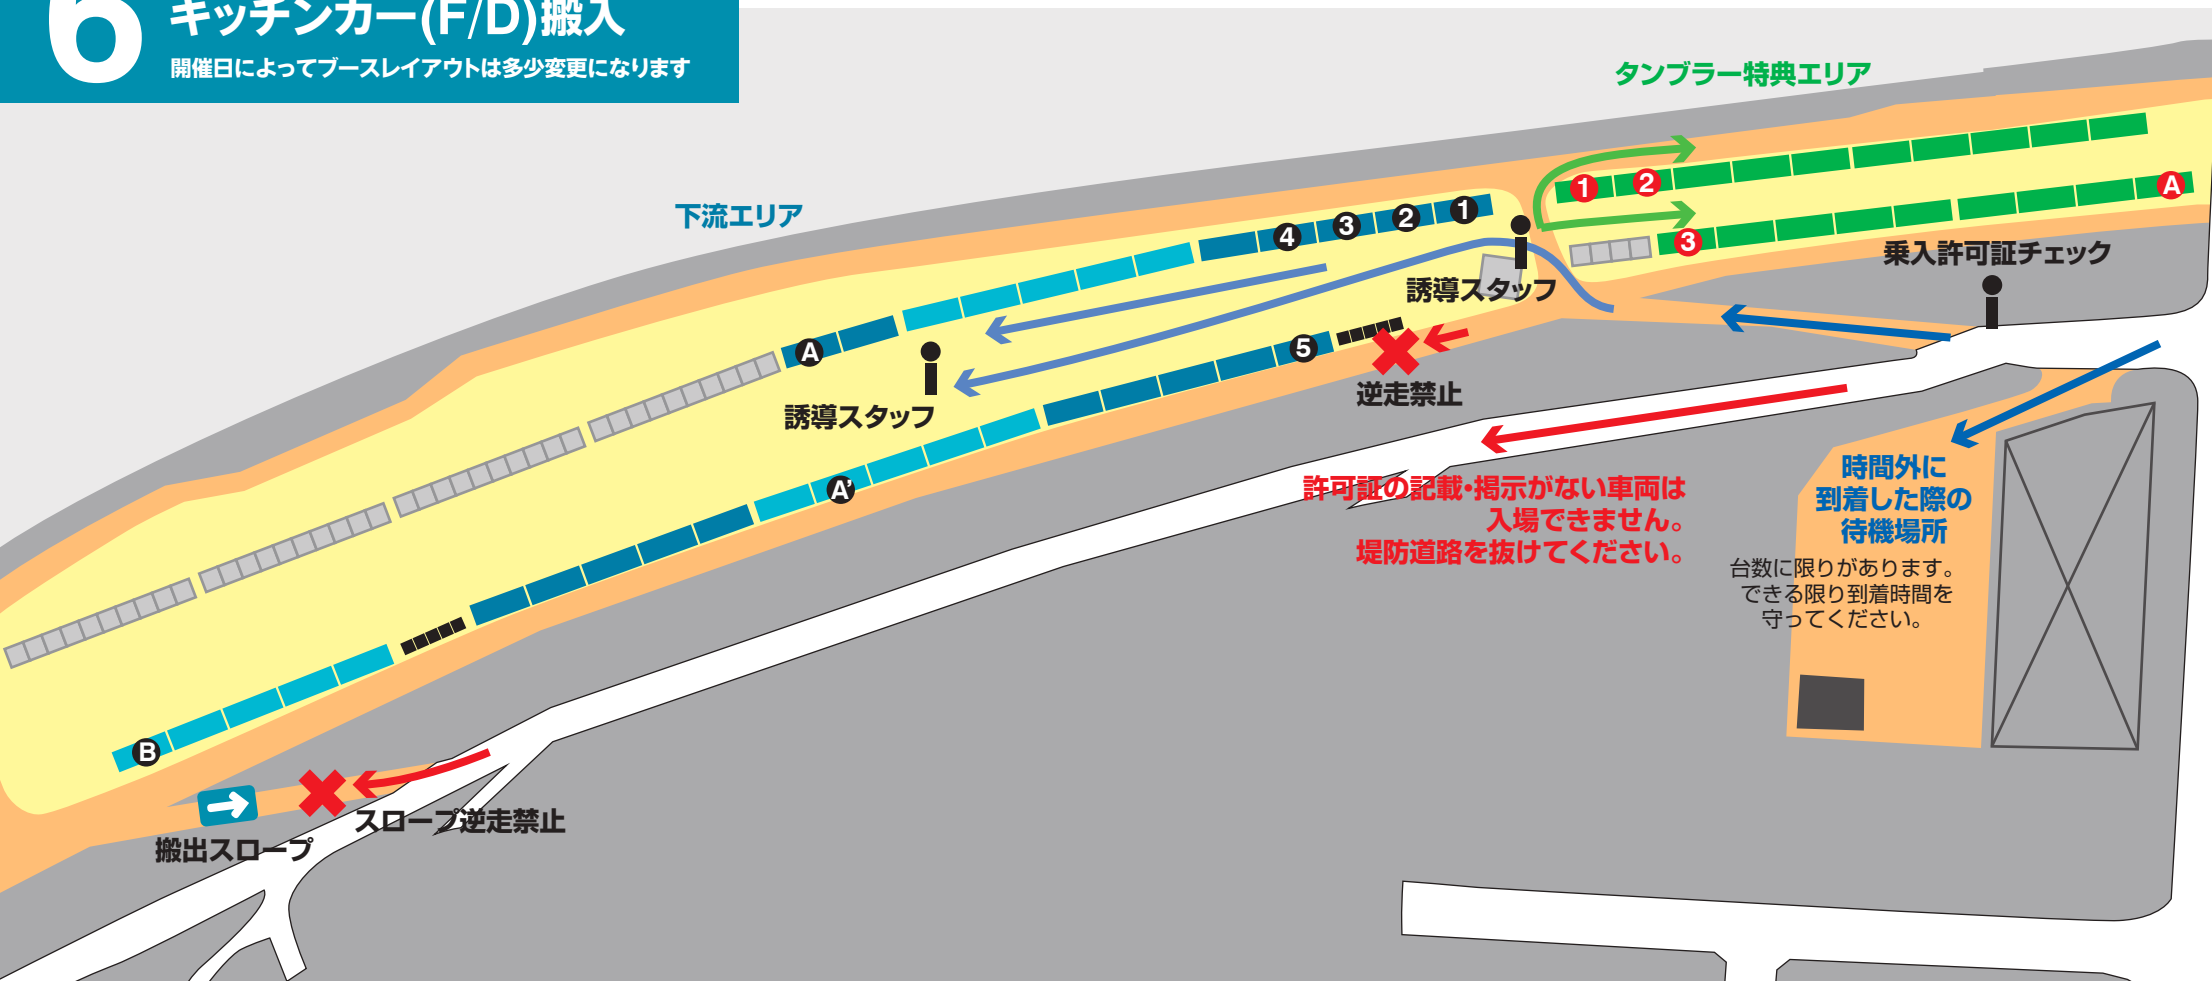 6
キッチンカー(F/D)搬入
開催日によってブースレイアウトは多少変更になります
タンブラー特典エリア
下流エリア
1
2
3
A
1
2
3
4
A
5
A'
B
乗入許可証チェック
誘導スタッフ
誘導スタッフ
逆走禁止
許可証の記載・掲示がない車両は
入場できません。
堤防道路を抜けてください。
時間外に
到着した際の
待機場所
台数に限りがあります。
できる限り到着時間を
守ってください。
スロープ逆走禁止
搬出スロープ